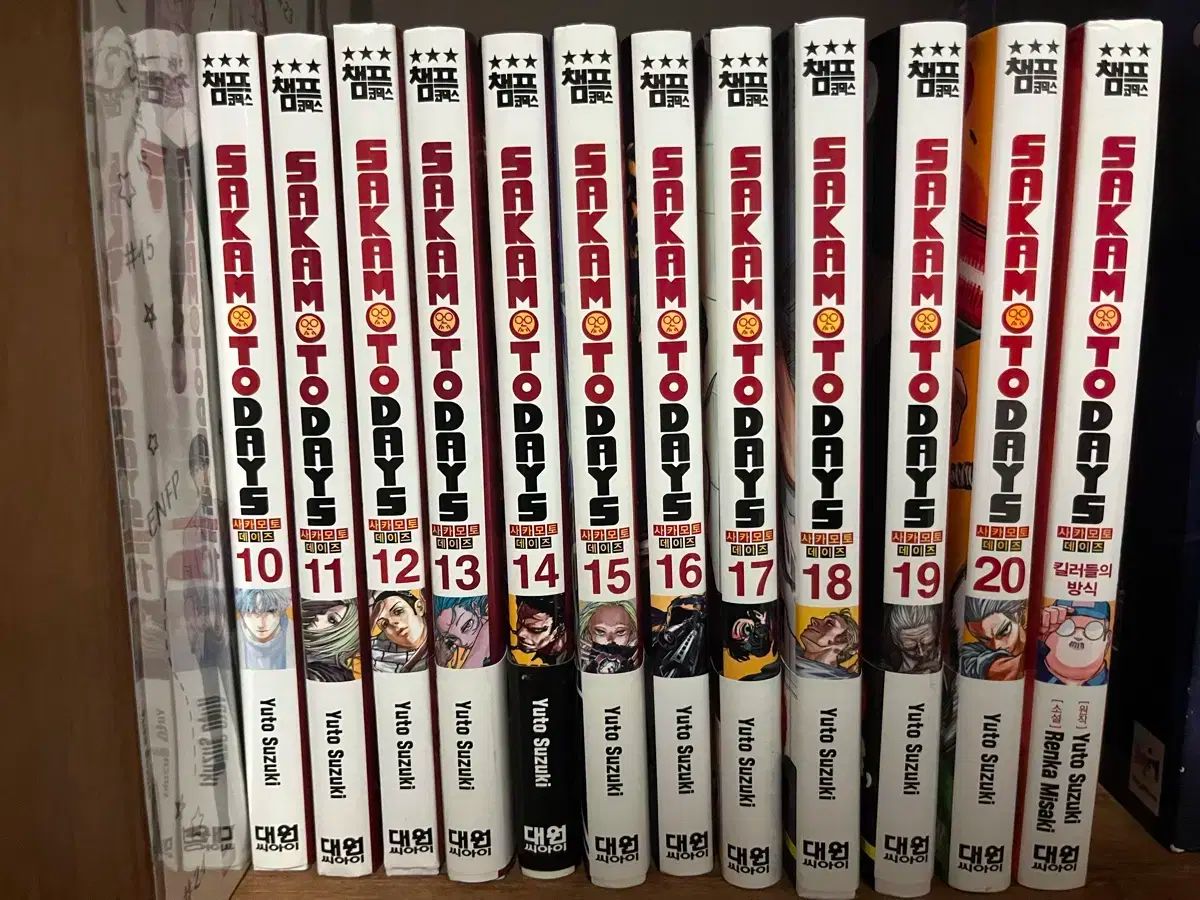 #15
ENFP
Yuto Suzuki
★★★
챔프
코믹스
SAKAMOTO
DAYS
사카모토
데이즈
10
Yuto Suzuki
대원
씨아이
★★★
챔프
코믹스
SAKAMOTO
DAYS
사카모토
데이즈
11
Yuto Suzuki
대원
씨아이
★★★
챔프
코믹스
SAKAMOTO
DAYS
사카모토
데이즈
12
Yuto Suzuki
대원
씨아이
★★★
챔프
코믹스
SAKAMOTO
DAYS
사카모토
데이즈
13
Yuto Suzuki
대원
씨아이
★★★
챔프
코믹스
SAKAMOTO
DAYS
사카모토
데이즈
14
Yuto Suzuki
대원
씨아이
★★★
챔프
코믹스
SAKAMOTO
DAYS
사카모토
데이즈
15
Yuto Suzuki
대원
씨아이
★★★
챔프
코믹스
SAKAMOTO
DAYS
사카모토
데이즈
16
Yuto Suzuki
대원
씨아이
★★★
챔프
코믹스
SAKAMOTO
DAYS
사카모토
데이즈
17
Yuto Suzuki
대원
씨아이
★★★
챔프
코믹스
SAKAMOTO
DAYS
사카모토
데이즈
18
Yuto Suzuki
대원
씨아이
★★★
챔프
코믹스
SAKAMOTO
DAYS
사카모토
데이즈
19
Yuto Suzuki
대원
씨아이
★★★
챔프
코믹스
SAKAMOTO
DAYS
사카모토
데이즈
20
Yuto Suzuki
대원
씨아이
★★★
챔프
코믹스
SAKAMOTO
DAYS
사카모토
데이즈
킬러들의
방식
[원작] Yuto Suzuki
[소설] Renka Misaki
대원
씨아이